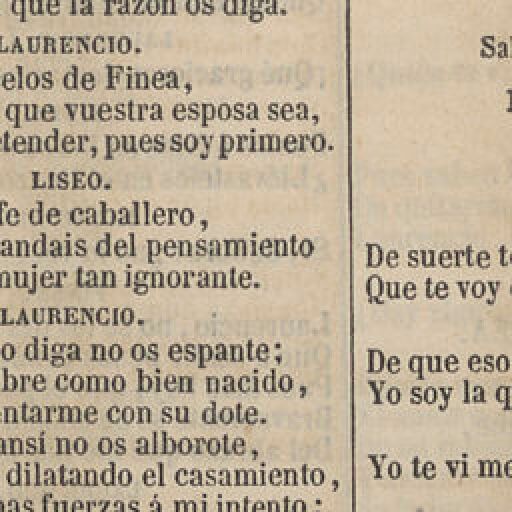 que la razon os diga.
LAURENCIO.
elos de Finea,
que vuestra esposa sea,
tender, pues soy primero.
LISEO.
fe de caballero,
andais del pensamiento
mujer tan ignorante.
LAURENCIO.
o diga no os espante;
bre como bien nacido,
entarme con su dote.
ansí no os alborote,
dilatando el casamiento,
nas fuerzas á mi intento:
Sal
De suerte t
Que te voy
De que eso
Yo soy la q
Yo te vi me